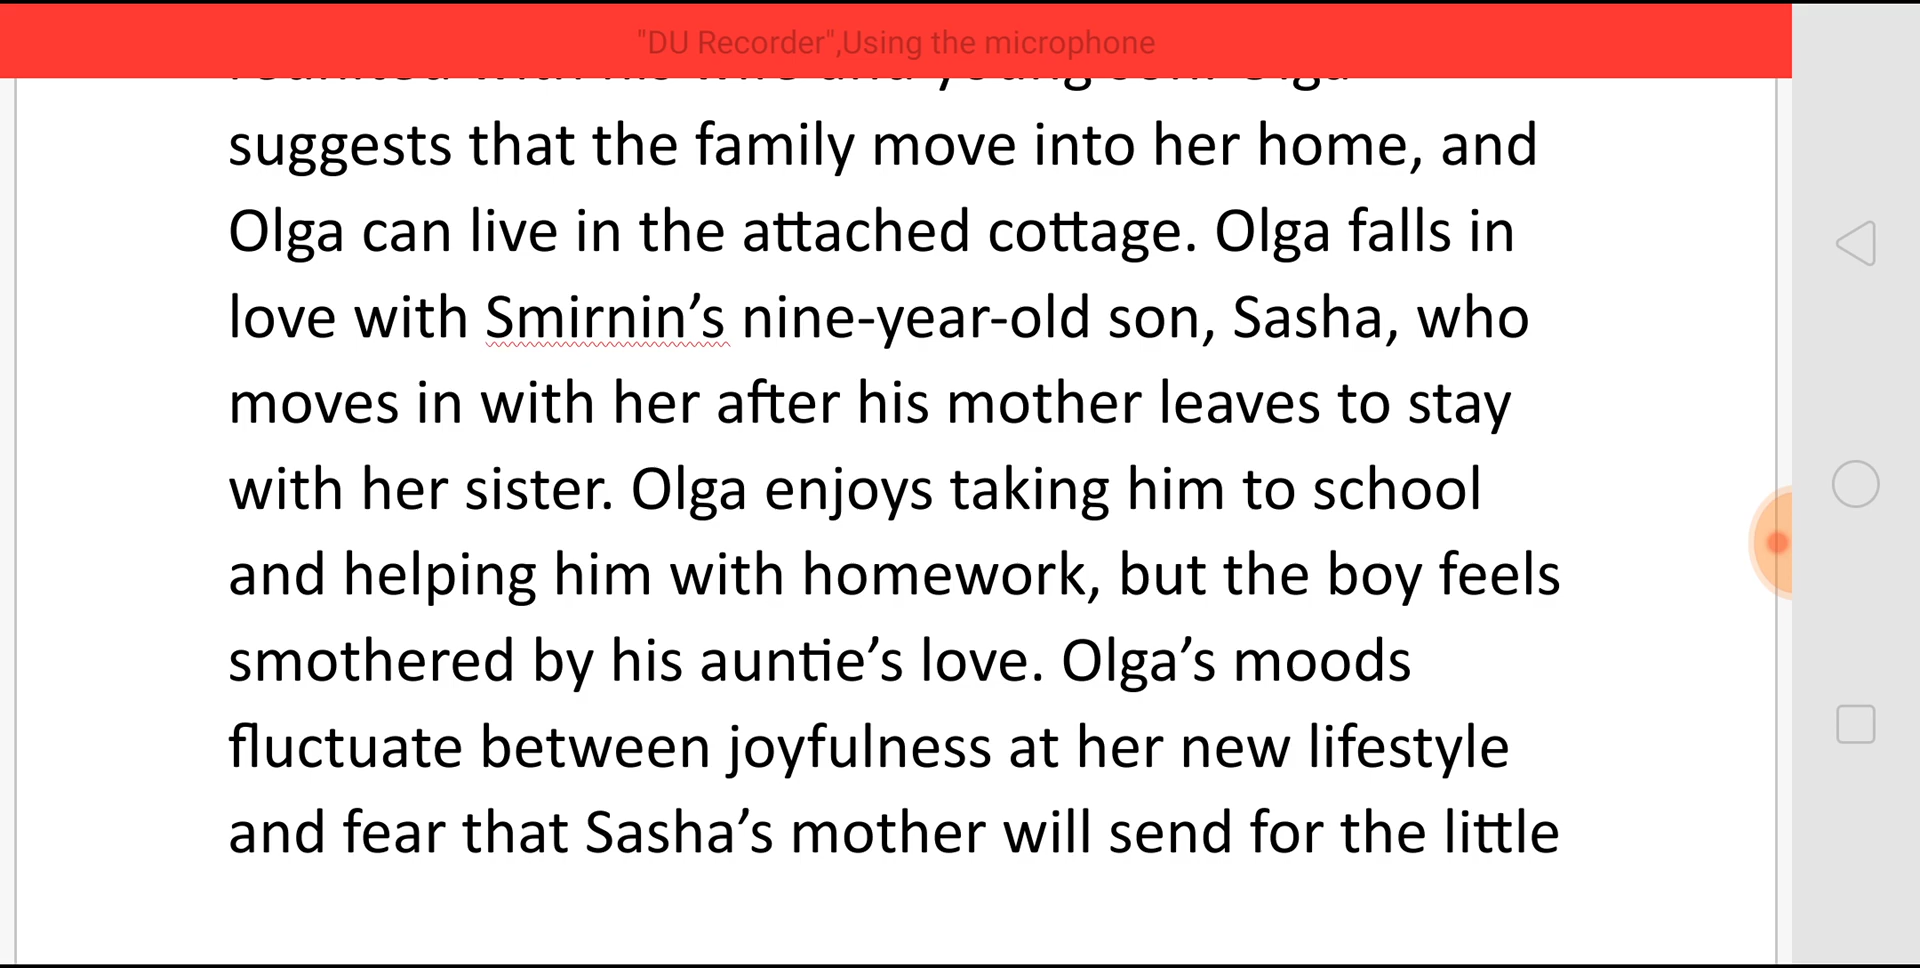 "DU Recorder",Using the microphone
suggests that the family move into her home, and
Olga can live in the attached cottage. Olga falls in
love with Smirnin’s nine-year-old son, Sasha, who
moves in with her after his mother leaves to stay
with her sister. Olga enjoys taking him to school
and helping him with homework, but the boy feels
smothered by his auntie’s love. Olga’s moods
fluctuate between joyfulness at her new lifestyle
and fear that Sasha’s mother will send for the little